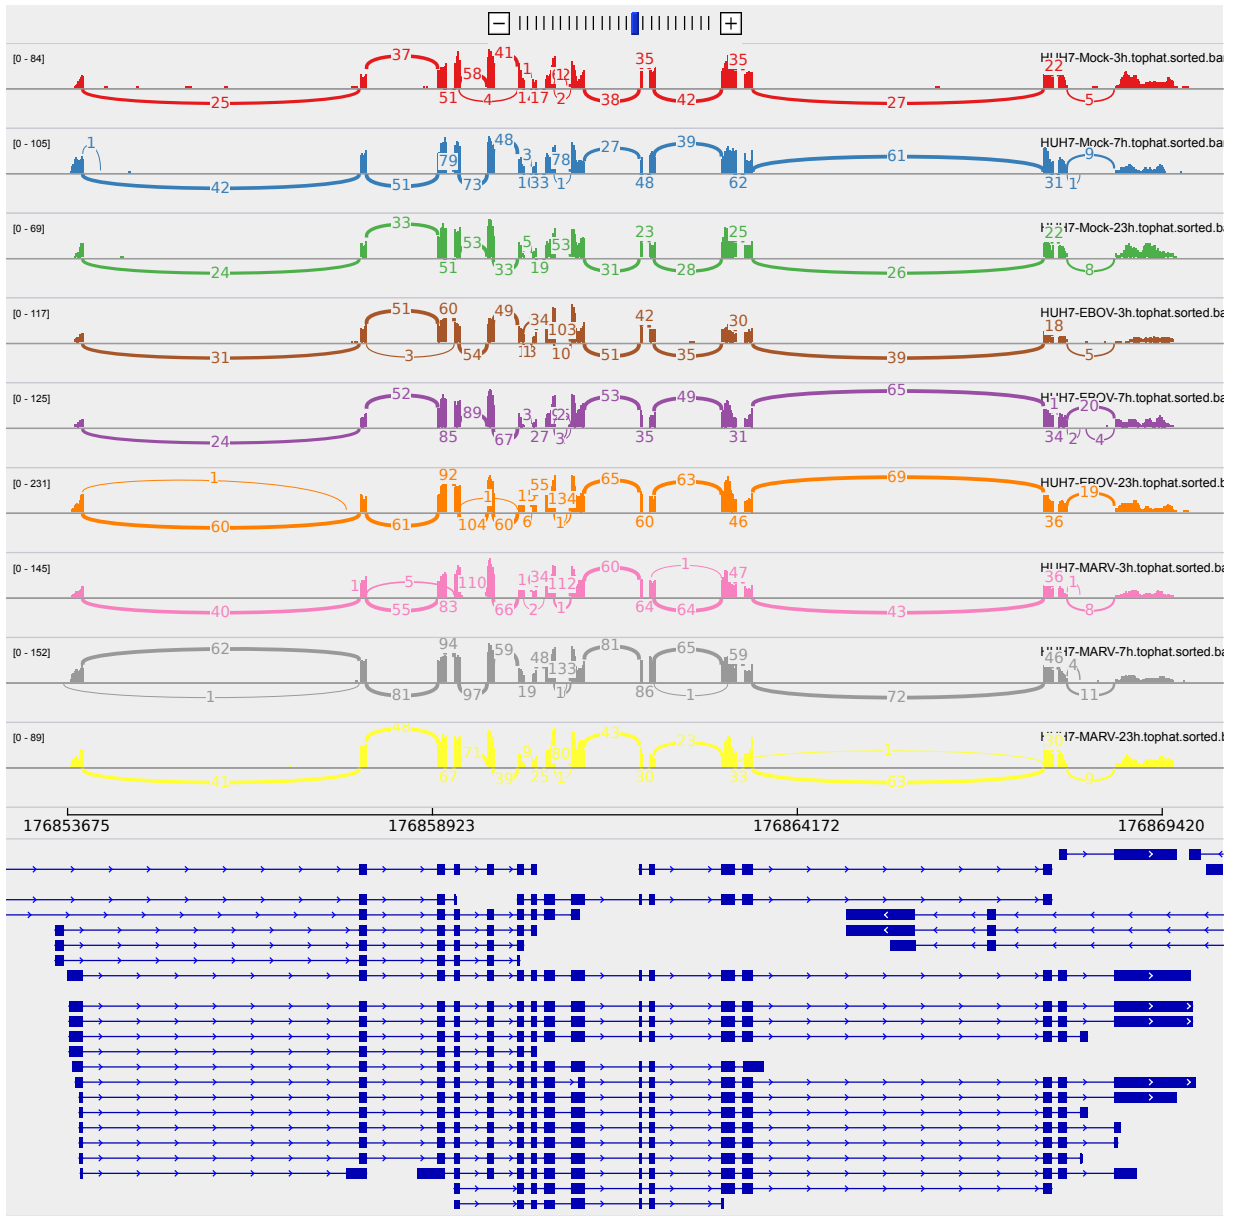 [0 - 84]
HUH7-Mock-3h.tophat.sorted.ba
37 58 41 1 35 35 22
25 51 4 17 2 38 42 27 5
[0 - 105]
HUH7-Mock-7h.tophat.sorted.ba
1 79 48 3 78 27 39 61 9
42 51 73 33 1 48 62 31 1
[0 - 69]
HUH7-Mock-23h.tophat.sorted.b
33 53 5 53 23 25 22
24 51 33 19 31 28 26 8
[0 - 117]
HUH7-EBOV-3h.tophat.sorted.ba
51 60 49 34 103 42 30 18
31 3 54 10 51 35 39 5
[0 - 125]
HUH7-EBOV-7h.tophat.sorted.ba
52 89 3 53 49 65 1 20
24 85 67 27 3 35 31 34 2 4
[0 - 231]
HUH7-EBOV-23h.tophat.sorted.b
1 92 1 15 55 134 65 63 69 19
60 61 104 60 6 1 60 46 36
[0 - 145]
HUH7-MARV-3h.tophat.sorted.ba
1 5 110 34 112 60 1 47 36 1
40 55 83 66 2 1 64 64 43 8
[0 - 152]
HUH7-MARV-7h.tophat.sorted.ba
62 94 59 48 133 81 65 59 46 4
1 81 97 19 1 86 1 72 11
[0 - 89]
HUH7-MARV-23h.tophat.sorted.b
48 71 9 43 23 1
41 67 39 25 1 30 33 63 9
176853675 176858923 176864172 176869420